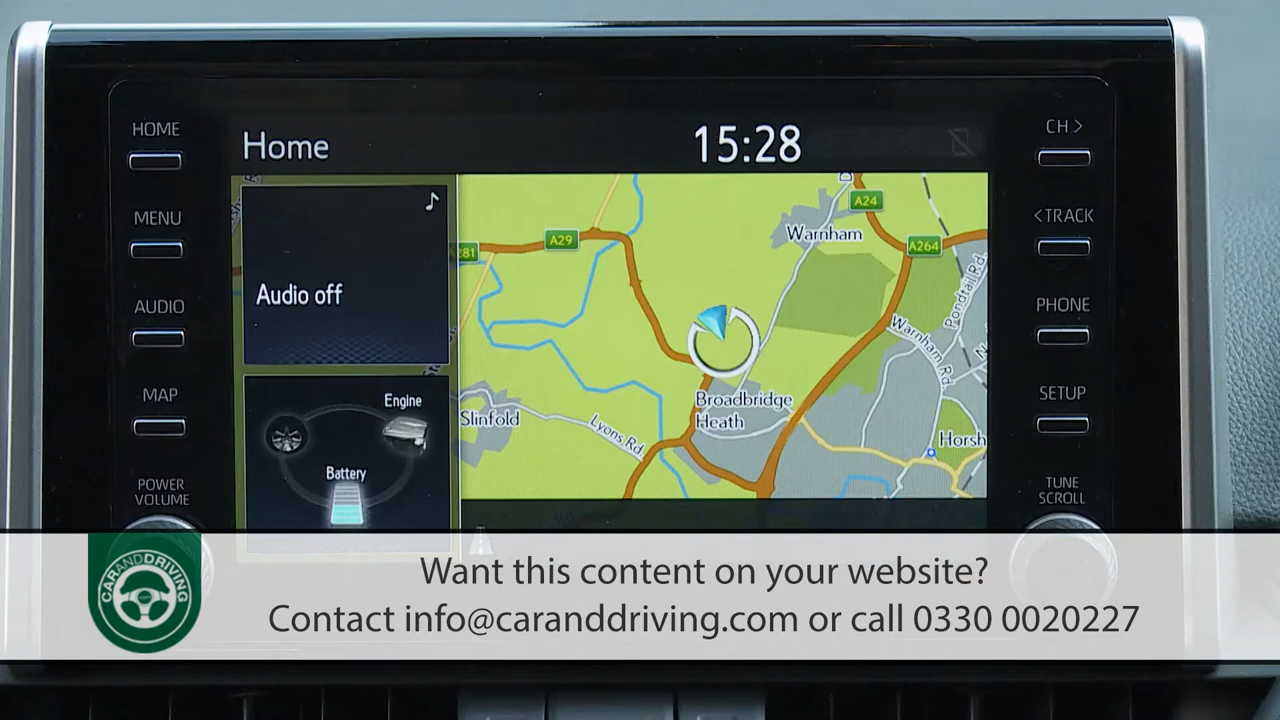 HOME
MENU
AUDIO
MAP
POWER
VOLUME
Home
15:28
Audio off
Engine
Battery
281
A29
A24
A264
Warnham
Pondtail Rd.
Warnham Rd.
Broadbridge
Heath
Slinfold
Lyons Rd.
Horsh
CH >
< TRACK
PHONE
SETUP
TUNE
SCROLL
CARANDDRIVING
Want this content on your website?
Contact info@caranddriving.com or call 0330 0020227